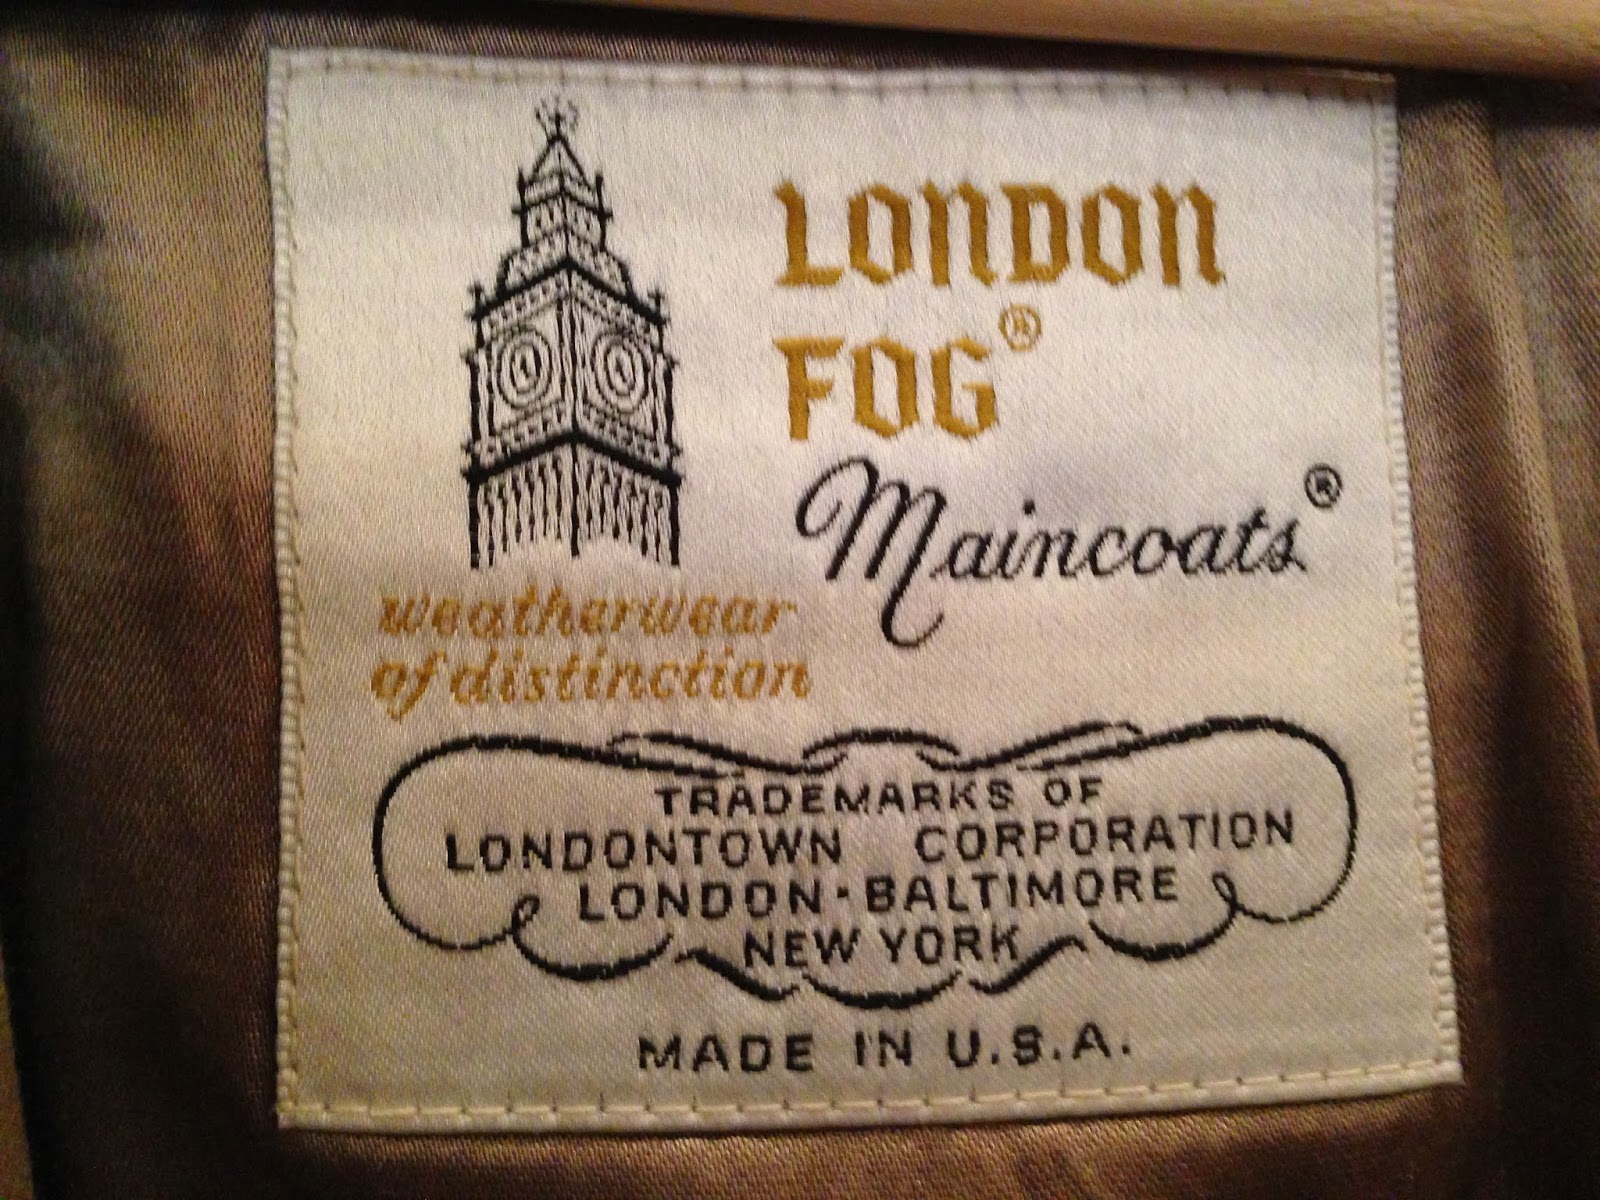 LONDON
FOG®
Maincoats®
weatherwear
of distinction
TRADEMARKS OF
LONDONTOWN CORPORATION
LONDON·BALTIMORE
NEW YORK
MADE IN U.S.A.